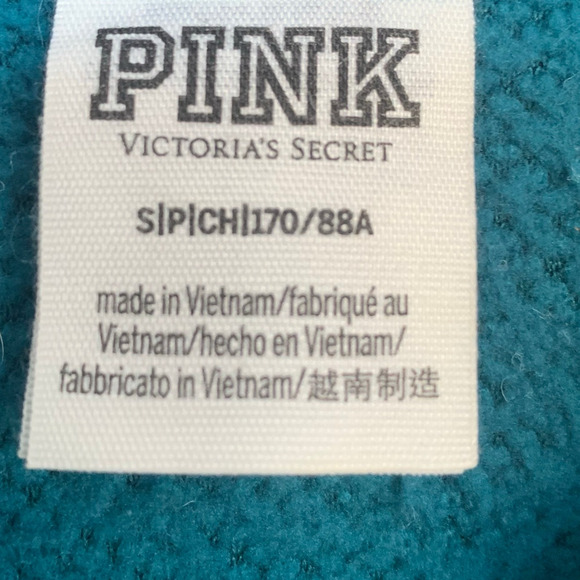 PINK
VICTORIA'S SECRET
S|P|CH|170/88A
made in Vietnam/fabriqué au
Vietnam/hecho en Vietnam/
fabbricato in Vietnam/越南制造